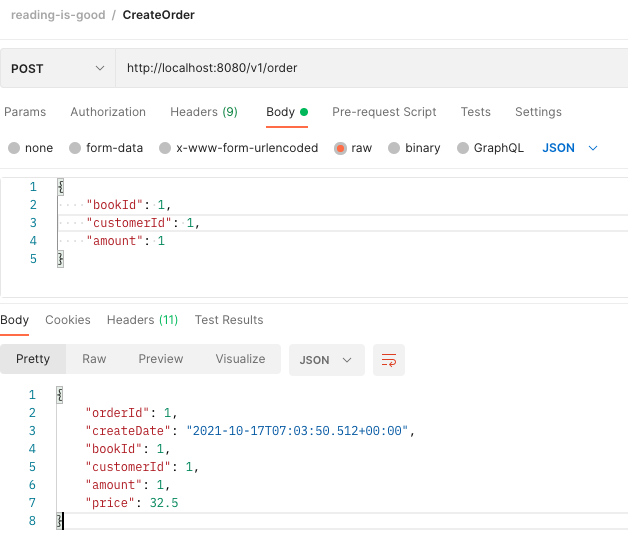 reading-is-good / CreateOrder
POST http://localhost:8080/v1/order
Params Authorization Headers (9) Body Pre-request Script Tests Settings
none form-data x-www-form-urlencoded raw binary GraphQL JSON
1 {
2 "bookId": 1,
3 "customerId": 1,
4 "amount": 1
5 }
Body Cookies Headers (11) Test Results
Pretty Raw Preview Visualize JSON
1 {
2 "orderId": 1,
3 "createDate": "2021-10-17T07:03:50.512+00:00",
4 "bookId": 1,
5 "customerId": 1,
6 "amount": 1,
7 "price": 32.5
8 }